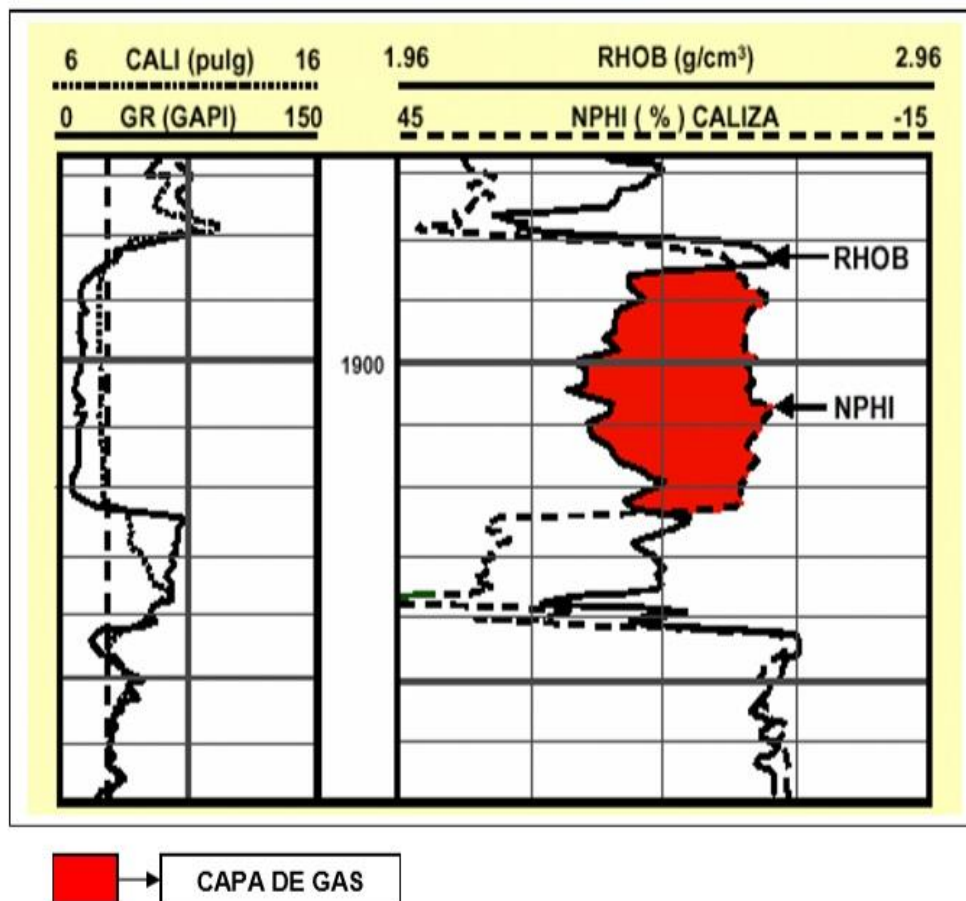 6 CALI (pulg) 16
1.96 RHOB (g/cm³) 2.96
0 GR (GAPI) 150
45 NPHI ( % ) CALIZA -15
RHOB
1900
NPHI
CAPA DE GAS